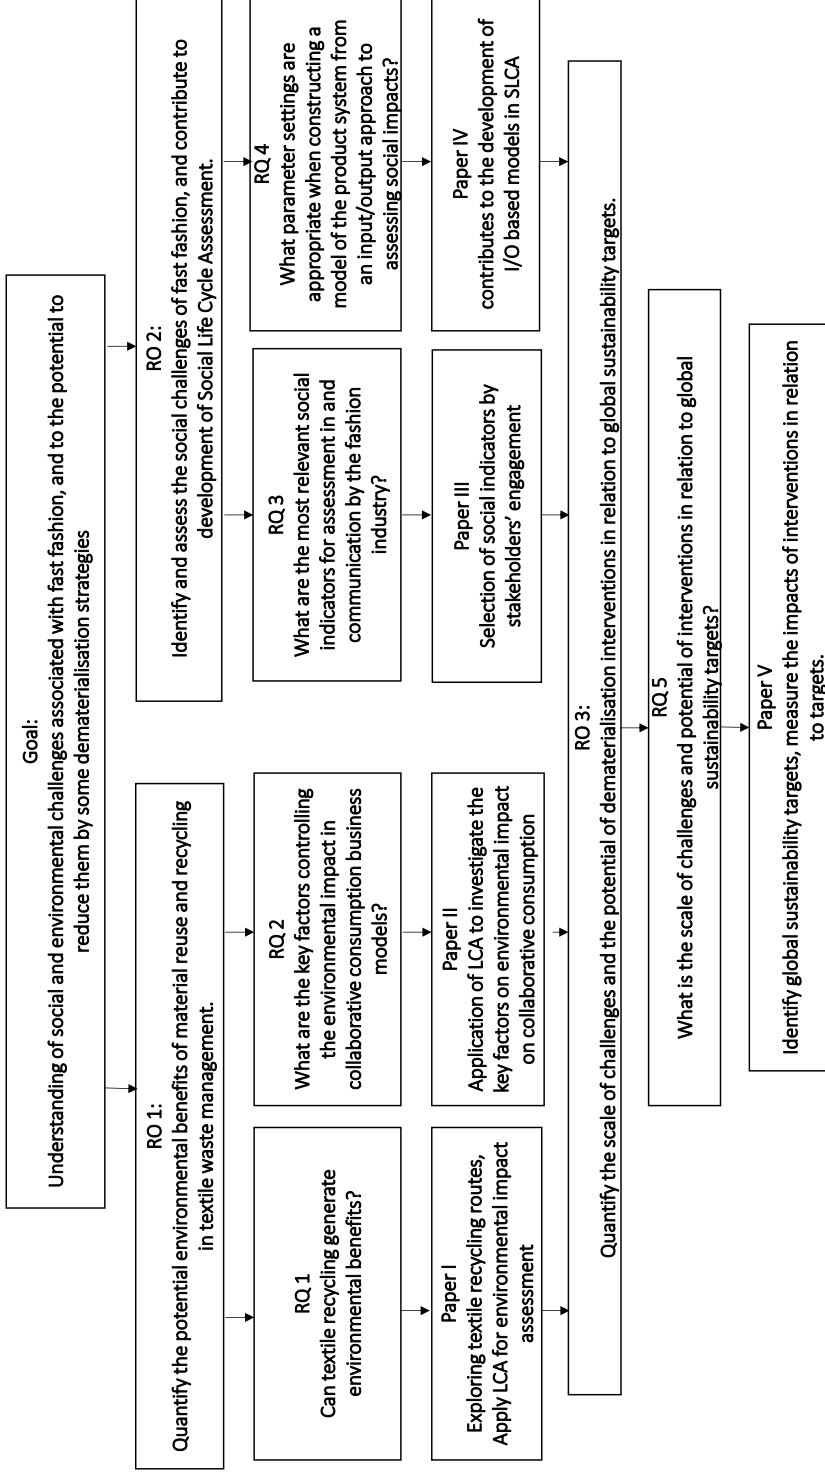 Goal:
Understanding of social and environmental challenges associated with fast fashion, and to the potential to
reduce them by some dematerialisation strategies
RO 1:
Quantify the potential environmental benefits of material reuse and recycling
in textile waste management.
RO 2:
Identify and assess the social challenges of fast fashion, and contribute to
development of Social Life Cycle Assessment.
RQ 1
Can textile recycling generate
environmental benefits?
RQ 2
What are the key factors controlling
the environmental impact in
collaborative consumption business
models?
RQ 3
What are the most relevant social
indicators for assessment in and
communication by the fashion
industry?
RQ 4
What parameter settings are
appropriate when constructing a
model of the product system from
an input/output approach to
assessing social impacts?
Paper I
Exploring textile recycling routes,
Apply LCA for environmental impact
assessment
Paper II
Application of LCA to investigate the
key factors on environmental impact
on collaborative consumption
Paper III
Selection of social indicators by
stakeholders’ engagement
Paper IV
contributes to the development of
I/O based models in SLCA
RO 3:
Quantify the scale of challenges and the potential of dematerialisation interventions in relation to global sustainability targets.
RQ 5
What is the scale of challenges and potential of interventions in relation to global
sustainability targets?
Paper V
Identify global sustainability targets, measure the impacts of interventions in relation
to targets.